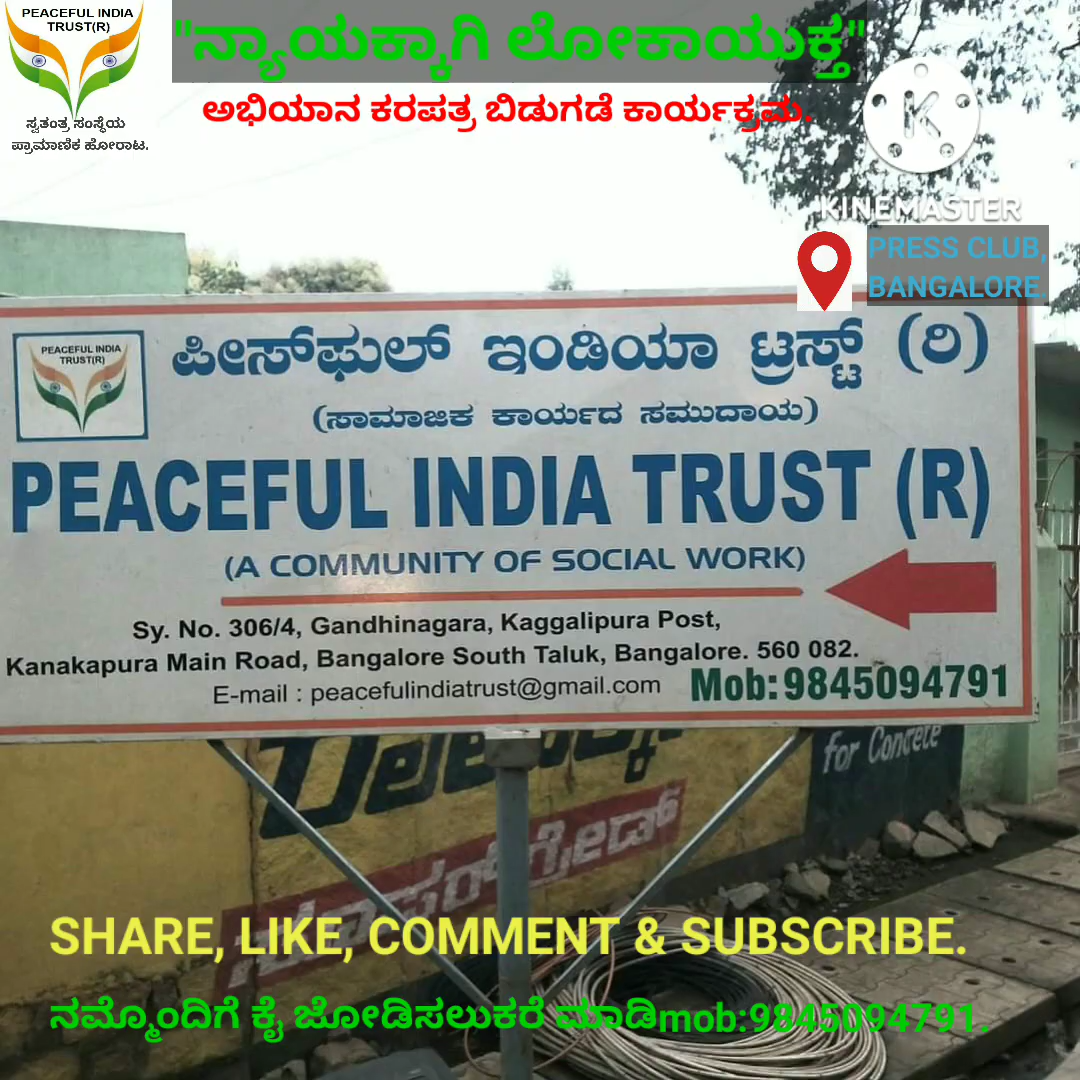 PEACEFUL INDIA
TRUST(R)
ಸ್ವತಂತ್ರ ಸಂಸ್ಥೆಯ
ಪ್ರಾಮಾಣಿಕ ಹೋರಾಟ.
"ನ್ಯಾಯಕ್ಕಾಗಿ ಲೋಕಾಯುಕ್ತ"
ಅಭಿಯಾನ ಕರಪತ್ರ ಬಿಡುಗಡೆ ಕಾರ್ಯಕ್ರಮ.
K
KINEMASTER
PRESS CLUB,
BANGALORE
PEACEFUL INDIA
TRUST(R)
ಪೀಸ್‌ಫುಲ್ ಇಂಡಿಯಾ ಟ್ರಸ್ಟ್ (ರಿ)
(ಸಾಮಾಜಿಕ ಕಾರ್ಯದ ಸಮುದಾಯ)
PEACEFUL INDIA TRUST (R)
(A COMMUNITY OF SOCIAL WORK)
Sy. No. 306/4, Gandhinagara, Kaggalipura Post,
Kanakapura Main Road, Bangalore South Taluk, Bangalore. 560 082.
E-mail : peacefulindiatrust@gmail.com Mob:9845094791
for Concrete
SHARE, LIKE, COMMENT & SUBSCRIBE.
ನಮ್ಮೊಂದಿಗೆ ಕೈ ಜೋಡಿಸಲುಕರೆ ಮಾಡಿmob:9845094791.